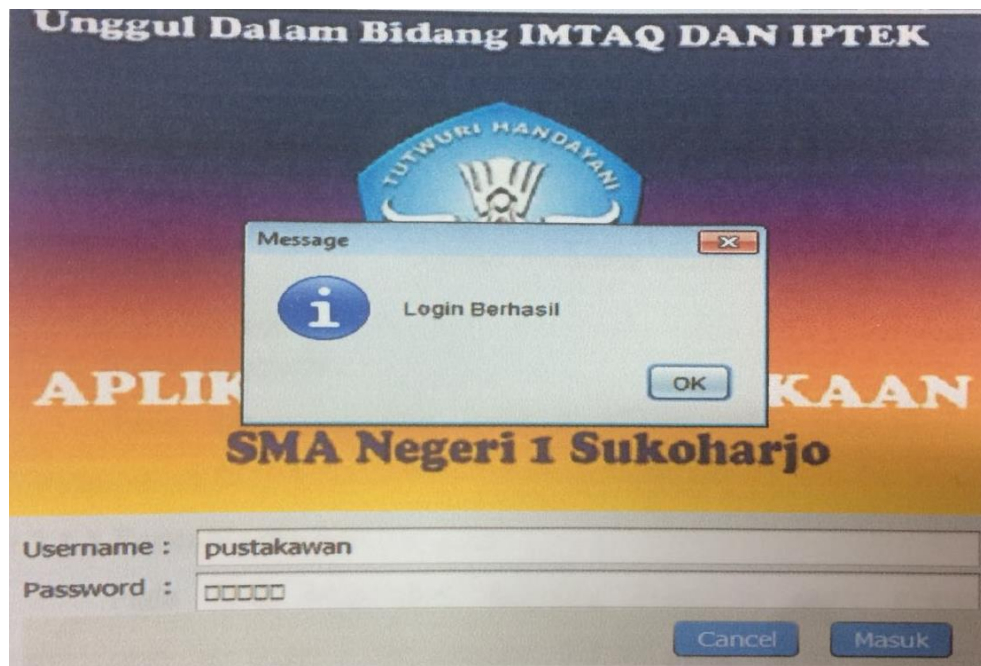 Unggul Dalam Bidang IMTAQ DAN IPTEK
TUTWURI HANDAYANI
Message
Login Berhasil
OK
APLIK KAAN
SMA Negeri 1 Sukoharjo
Username : pustakawan
Password : □□□□□
Cancel Masuk